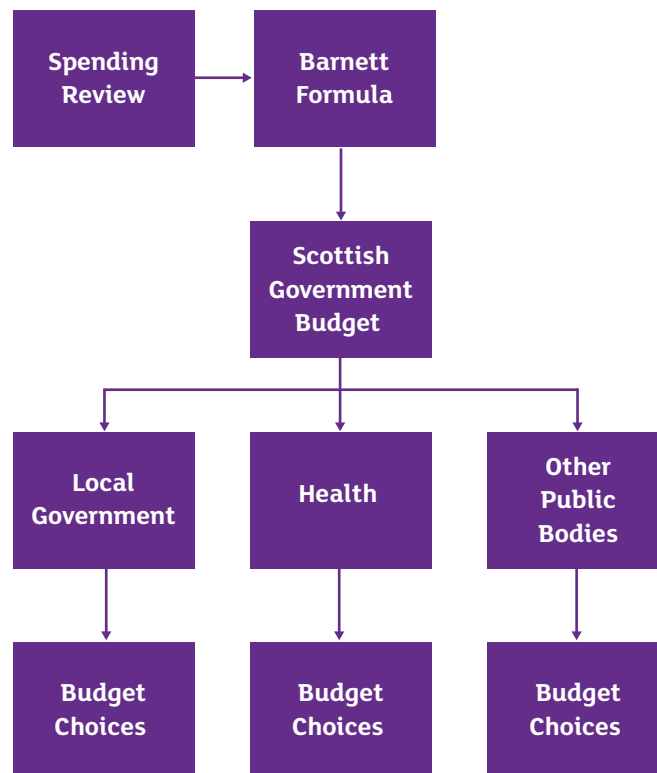 Spending
Review
Barnett
Formula
Scottish
Government
Budget
Local
Government
Health
Other
Public
Bodies
Budget
Choices
Budget
Choices
Budget
Choices